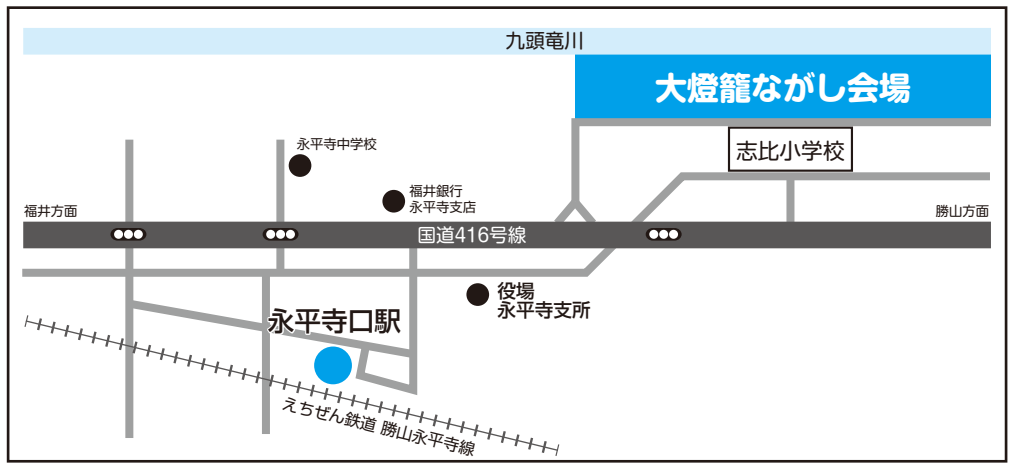 九頭竜川
大燈籠ながし会場
志比小学校
永平寺中学校
福井銀行
永平寺支店
福井方面
勝山方面
国道416号線
役場
永平寺支所
永平寺口駅
えちぜん鉄道 勝山永平寺線